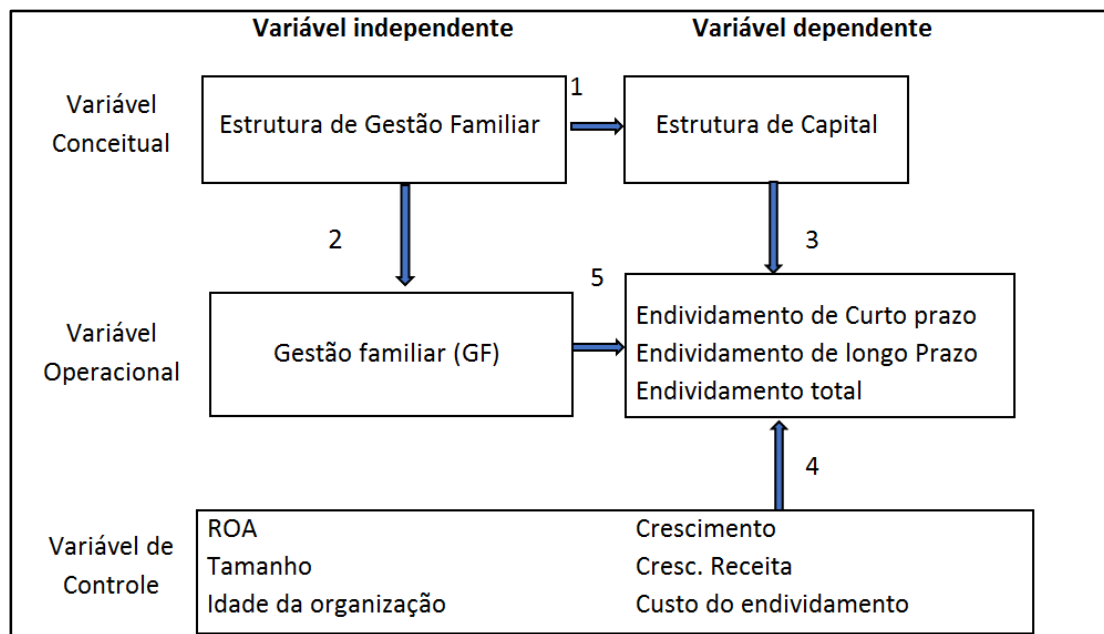 Variável independente
Variável dependente
Variável
Conceitual
Estrutura de Gestão Familiar
1
Estrutura de Capital
2
3
Variável
Operacional
Gestão familiar (GF)
5
Endividamento de Curto prazo
Endividamento de longo Prazo
Endividamento total
4
Variável de
Controle
ROA
Tamanho
Idade da organização
Crescimento
Cresc. Receita
Custo do endividamento